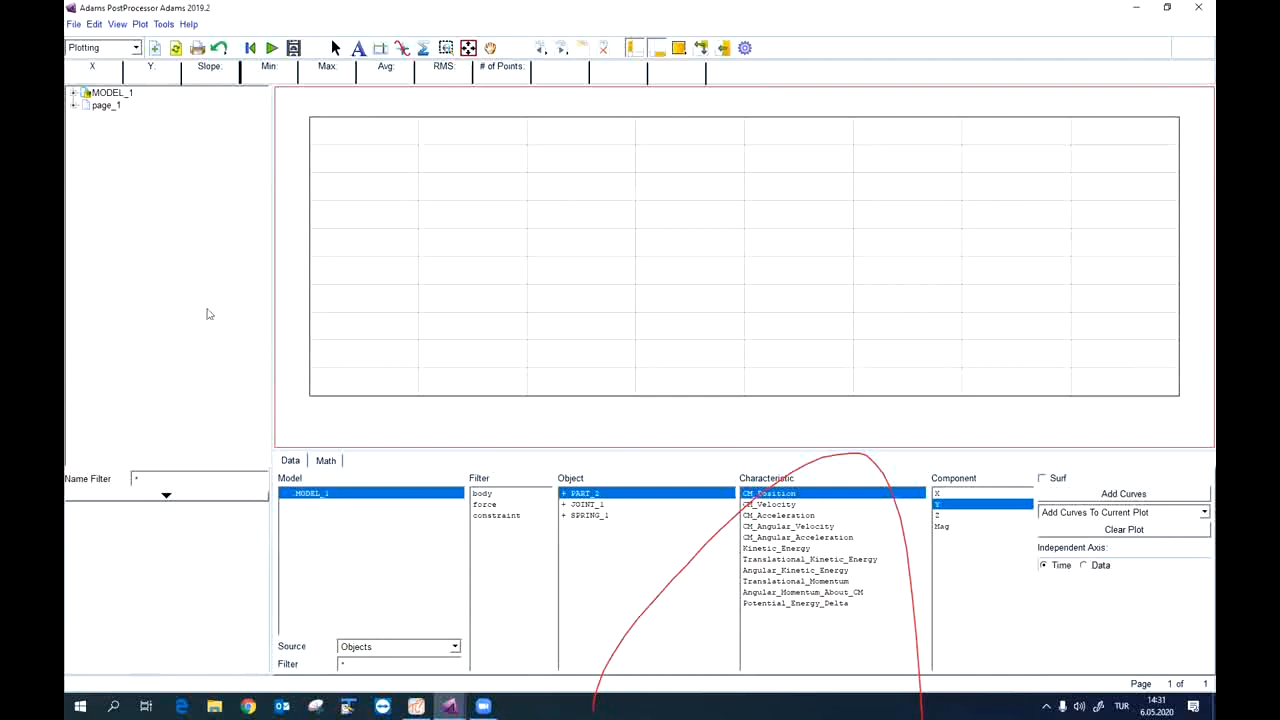 Adams PostProcessor Adams 2019.2
File Edit View Plot Tools Help
Plotting
X Y: Slope: Min: Max: Avg: RMS: # of Points:
MODEL_1
page_1
Name Filter *
Data Math
Model Filter Object Characteristic Component Surf
.MODEL_1 body + PART_2 CM_Position X Add Curves
force + JOINT_1 CM_Velocity Y Add Curves To Current Plot
constraint + SPRING_1 CM_Acceleration Z Clear Plot
CM_Angular_Velocity Mag
CM_Angular_Acceleration
Kinetic_Energy Independent Axis:
Translational_Kinetic_Energy Time Data
Angular_Kinetic_Energy
Translational_Momentum
Angular_Momentum_About_CM
Potential_Energy_Delta
Source Objects
Filter *
Page 1 of 1
14:31
TUR
6.05.2020